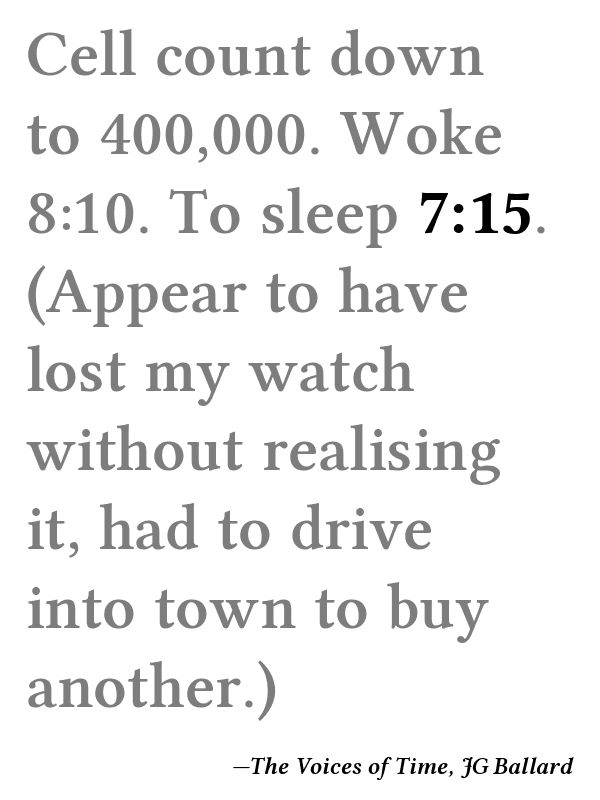 Cell count down
to 400,000. Woke
8:10. To sleep 7:15.
(Appear to have
lost my watch
without realising
it, had to drive
into town to buy
another.)
—The Voices of Time, JG Ballard